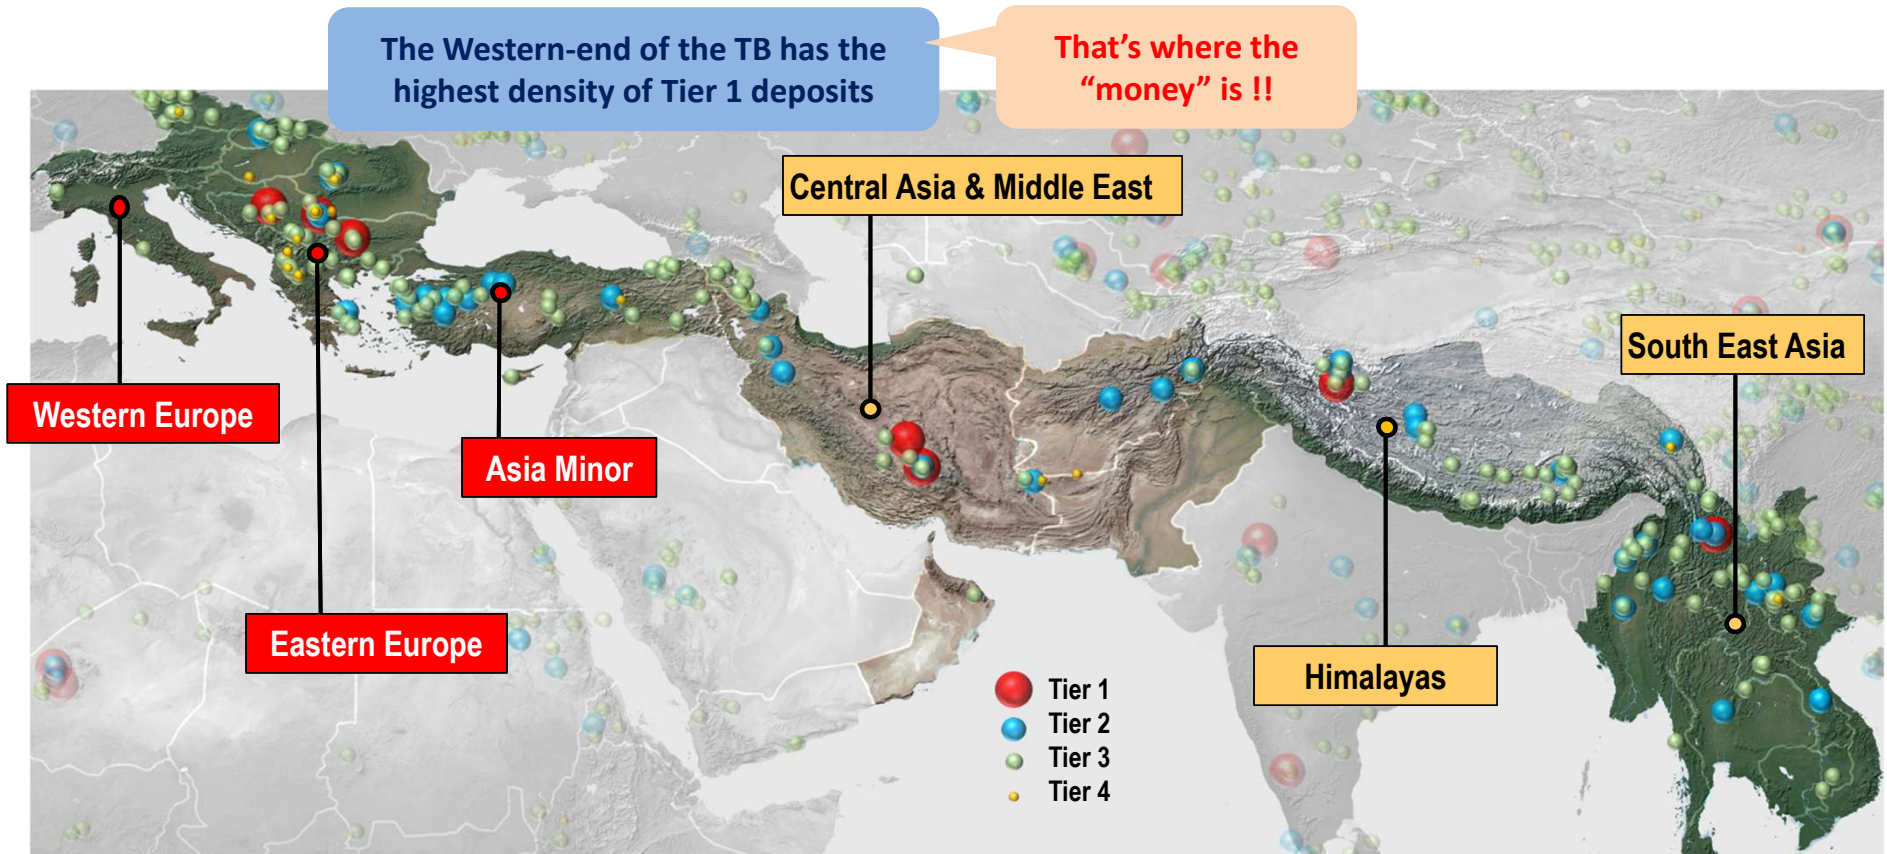 The Western-end of the TB has the
highest density of Tier 1 deposits
That’s where the
“money” is !!
Central Asia & Middle East
South East Asia
Western Europe
Asia Minor
Eastern Europe
Himalayas
Tier 1
Tier 2
Tier 3
Tier 4